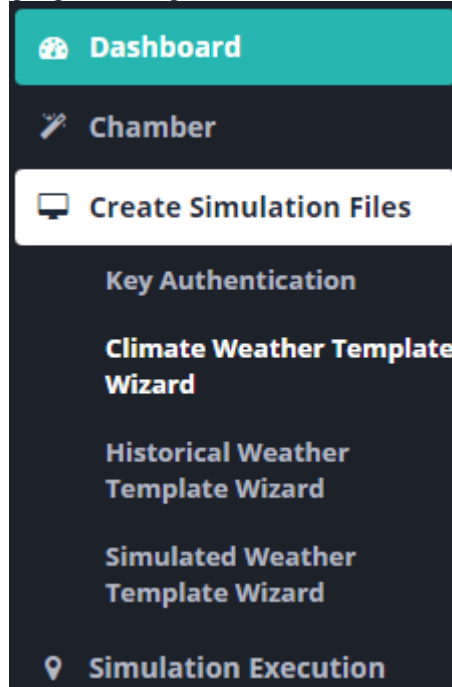 Dashboard
Chamber
Create Simulation Files
Key Authentication
Climate Weather Template
Wizard
Historical Weather
Template Wizard
Simulated Weather
Template Wizard
Simulation Execution